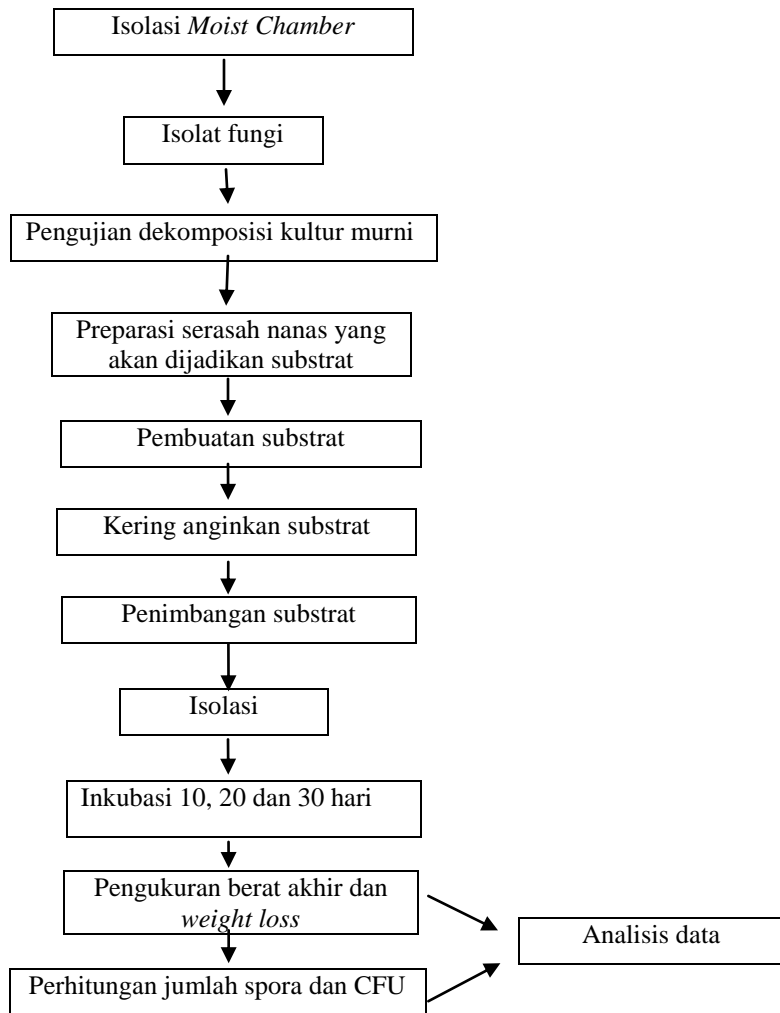 Isolasi Moist Chamber
Isolat fungi
Pengujian dekomposisi kultur murni
Preparasi serasah nanas yang
akan dijadikan substrat
Pembuatan substrat
Kering anginkan substrat
Penimbangan substrat
Isolasi
Inkubasi 10, 20 dan 30 hari
Pengukuran berat akhir dan
weight loss
Analisis data
Perhitungan jumlah spora dan CFU